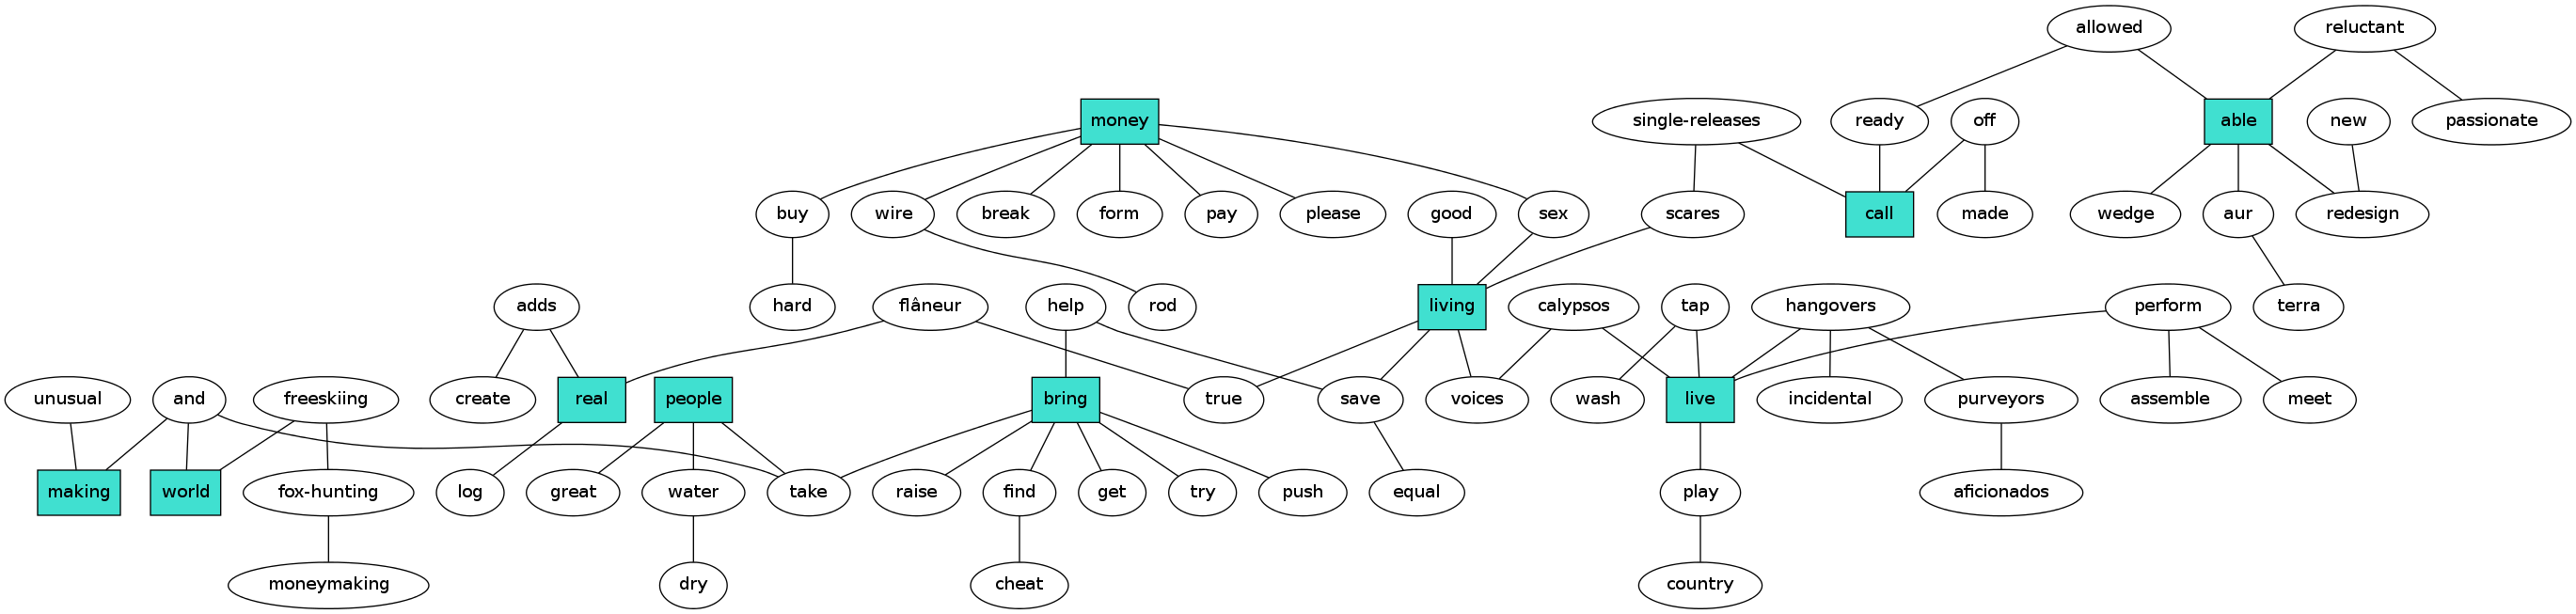 allowed
reluctant
money
single-releases
ready
off
able
new
passionate
buy
wire
break
form
pay
please
good
sex
scares
call
made
wedge
aur
redesign
adds
hard
flâneur
help
rod
living
calypsos
tap
hangovers
perform
terra
unusual
and
freeskiing
create
real
people
bring
true
save
voices
wash
live
incidental
purveyors
assemble
meet
making
world
fox-hunting
log
great
water
take
raise
find
get
try
push
equal
play
aficionados
moneymaking
dry
cheat
country